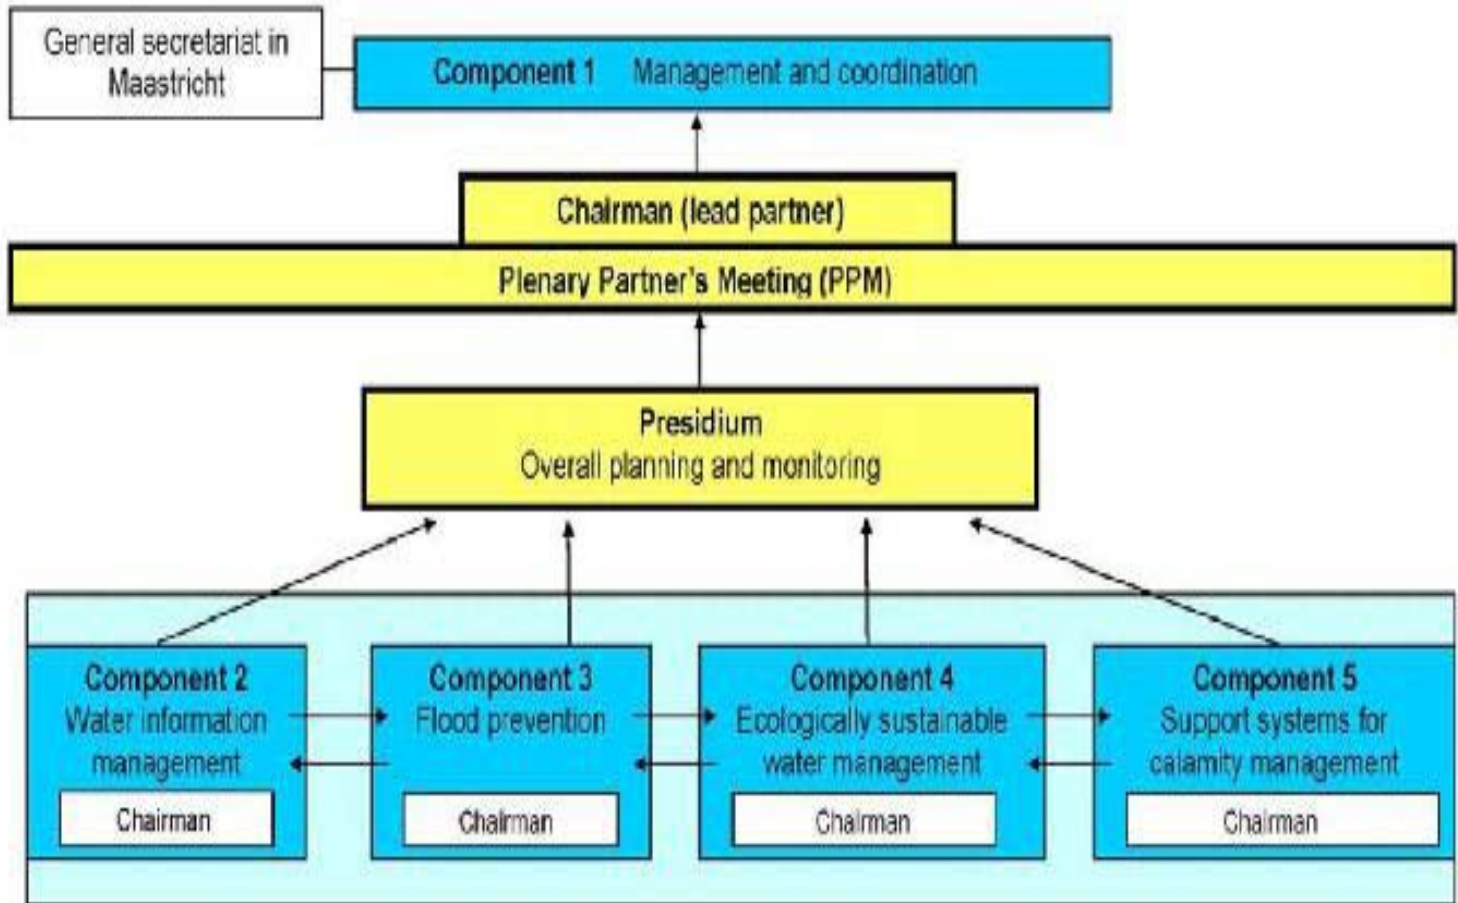 General secretariat in
Maastricht
Component 1 Management and coordination
Chairman (lead partner)
Plenary Partner's Meeting (PPM)
Presidium
Overall planning and monitoring
Component 2
Water information
management
Chairman
Component 3
Flood prevention
Chairman
Component 4
Ecologically sustainable
water management
Chairman
Component 5
Support systems for
calamity management
Chairman